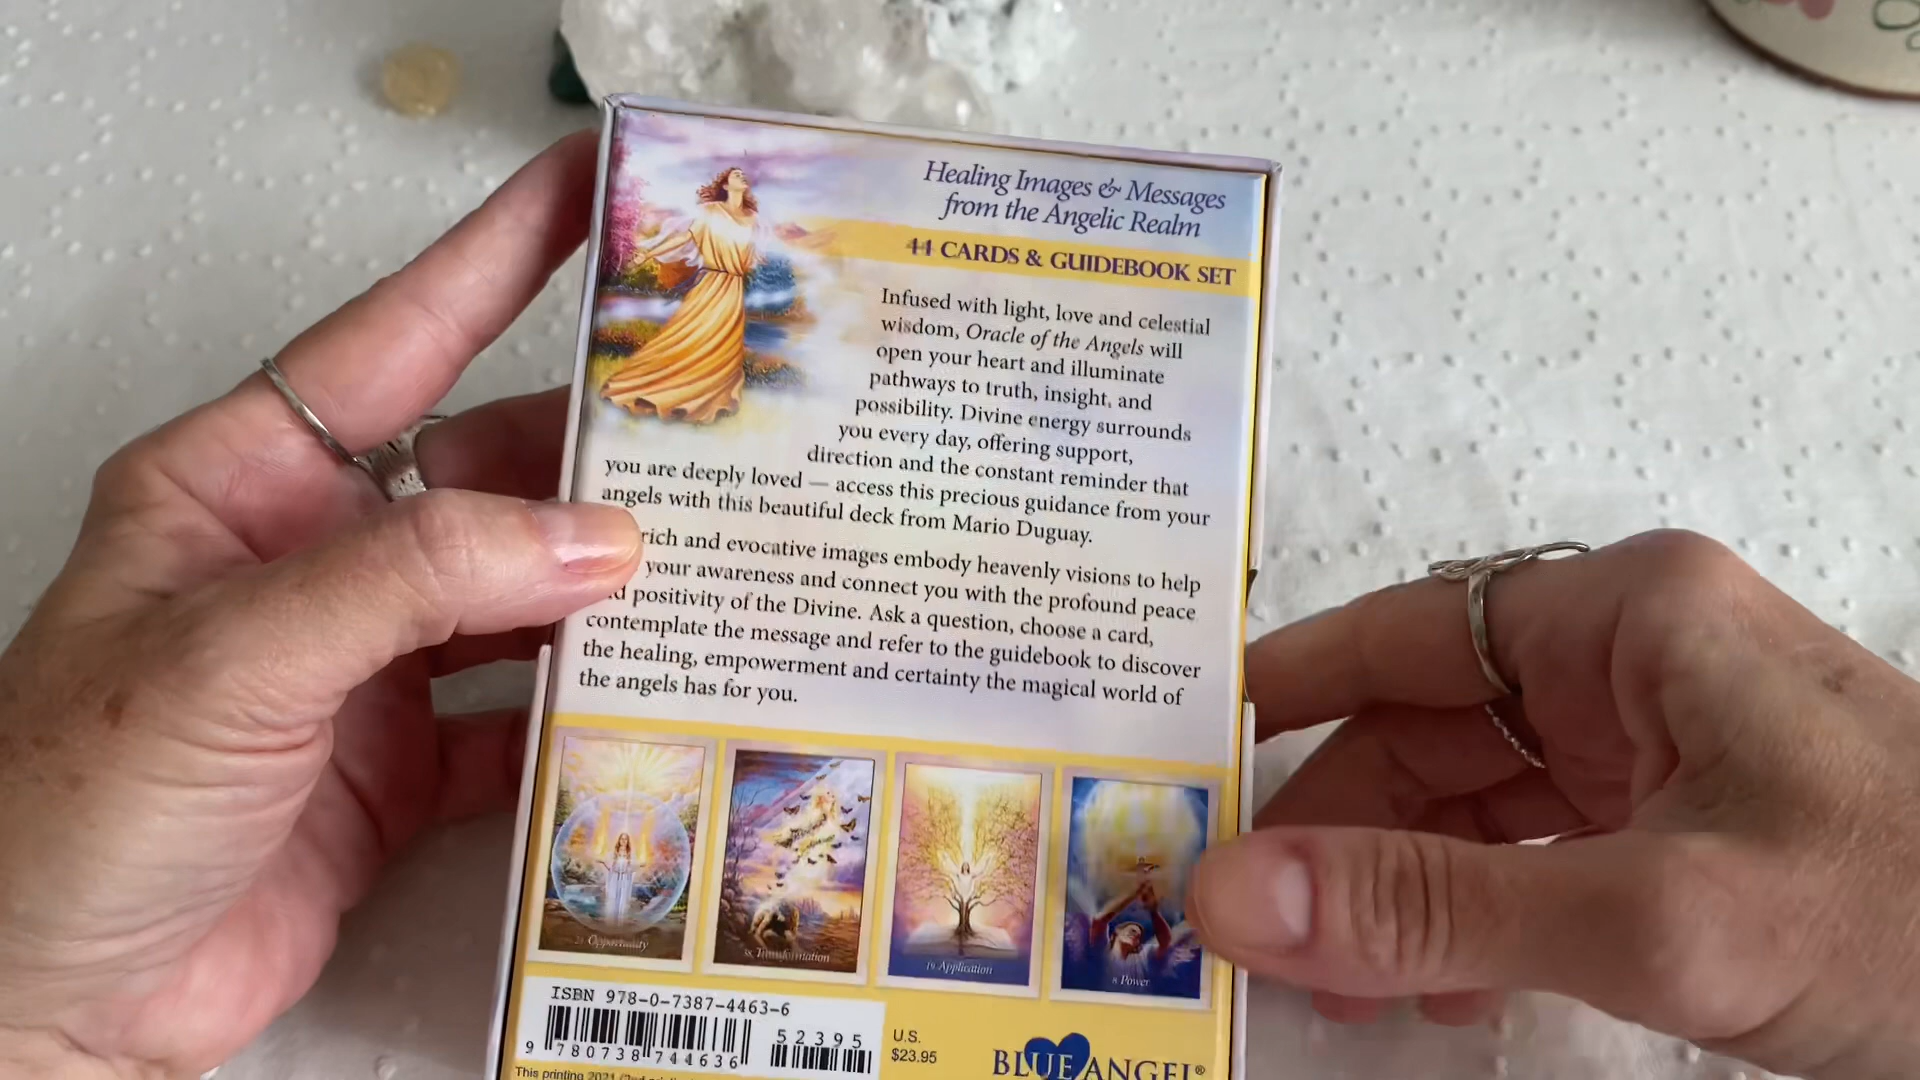 Healing Images & Messages
from the Angelic Realm
44 CARDS & GUIDEBOOK SET
Infused with light, love and celestial
wisdom, Oracle of the Angels will
open your heart and illuminate
pathways to truth, insight, and
possibility. Divine energy surrounds
you every day, offering support,
direction and the constant reminder that
you are deeply loved — access this precious guidance from your
angels with this beautiful deck from Mario Duguay.
rich and evocative images embody heavenly visions to help
your awareness and connect you with the profound peace
positivity of the Divine. Ask a question, choose a card,
contemplate the message and refer to the guidebook to discover
the healing, empowerment and certainty the magical world of
the angels has for you.
Opportunity
Transformation
19 Application
8 Power
ISBN 978-0-7387-4463-6
52395
9 780738 744636
U.S.
$23.95
BLUE ANGEL®
This printing 2021